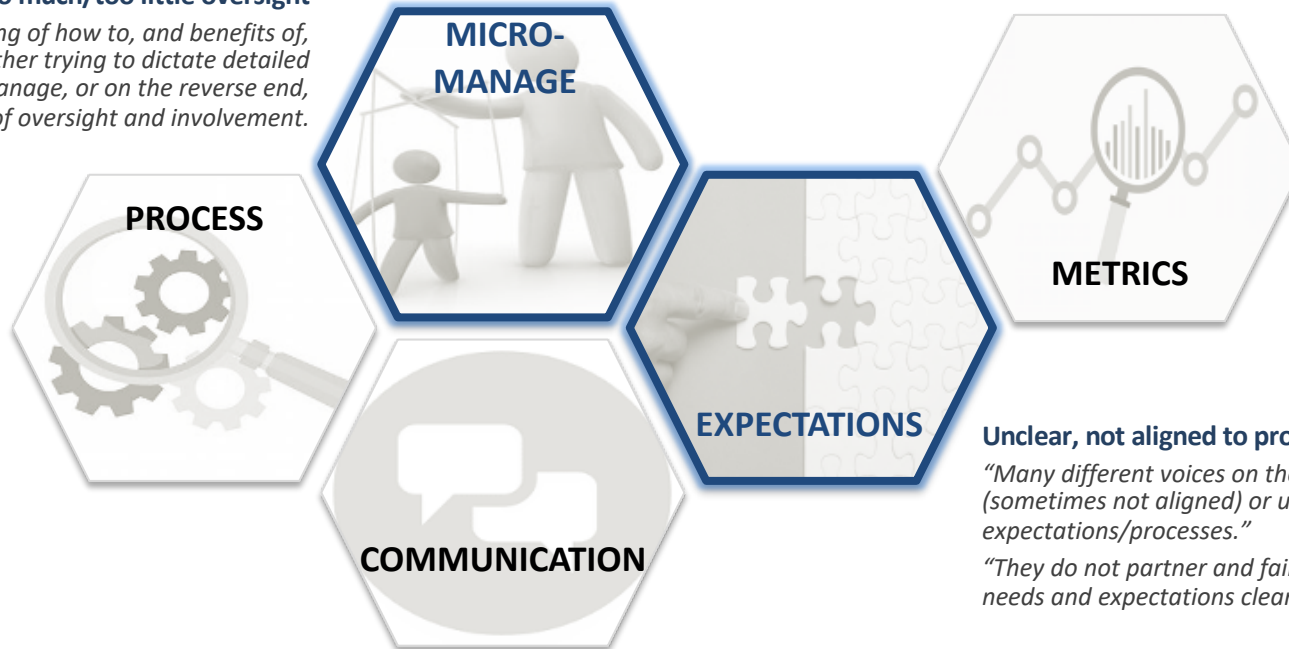 much/too little oversight
ng of how to, and benefits of,
ther trying to dictate detailed
anage, or on the reverse end,
of oversight and involvement.
MICRO-
MANAGE
PROCESS
METRICS
EXPECTATIONS
COMMUNICATION
Unclear, not aligned to pro
“Many different voices on the
(sometimes not aligned) or u
expectations/processes.”
“They do not partner and fai
needs and expectations clear